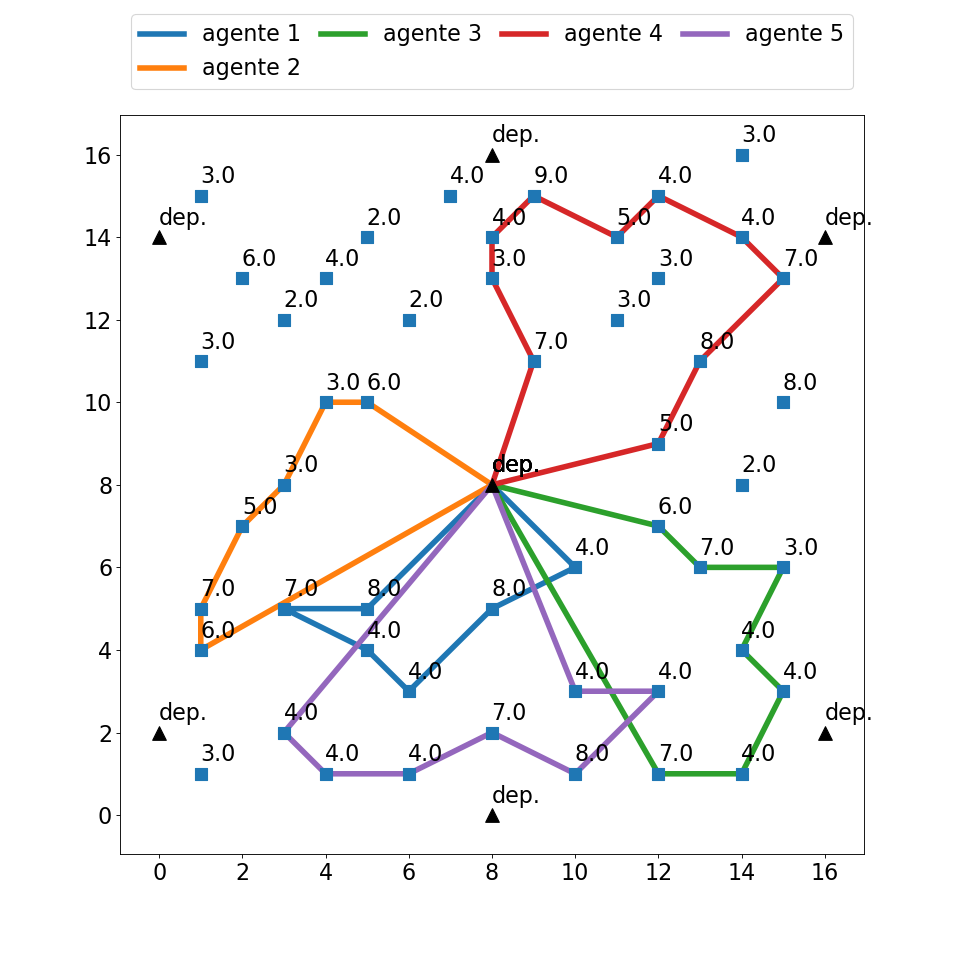 agente 1 agente 3 agente 4 agente 5
agente 2
3.0
dep.
3.0 4.0 9.0 4.0
dep. 2.0 4.0 5.0 4.0 dep.
6.0 4.0 3.0 3.0 7.0
2.0 2.0 3.0
3.0 7.0 8.0
3.0 6.0 8.0
5.0
3.0 dep. 2.0
5.0 6.0
4.0 7.0 3.0
7.0 7.0 8.0 8.0
6.0 4.0 4.0
4.0 4.0 4.0 4.0
dep. 4.0 7.0 dep.
3.0 4.0 4.0 8.0 7.0 4.0
dep.
16
14
12
10
8
6
4
2
0
0 2 4 6 8 10 12 14 16